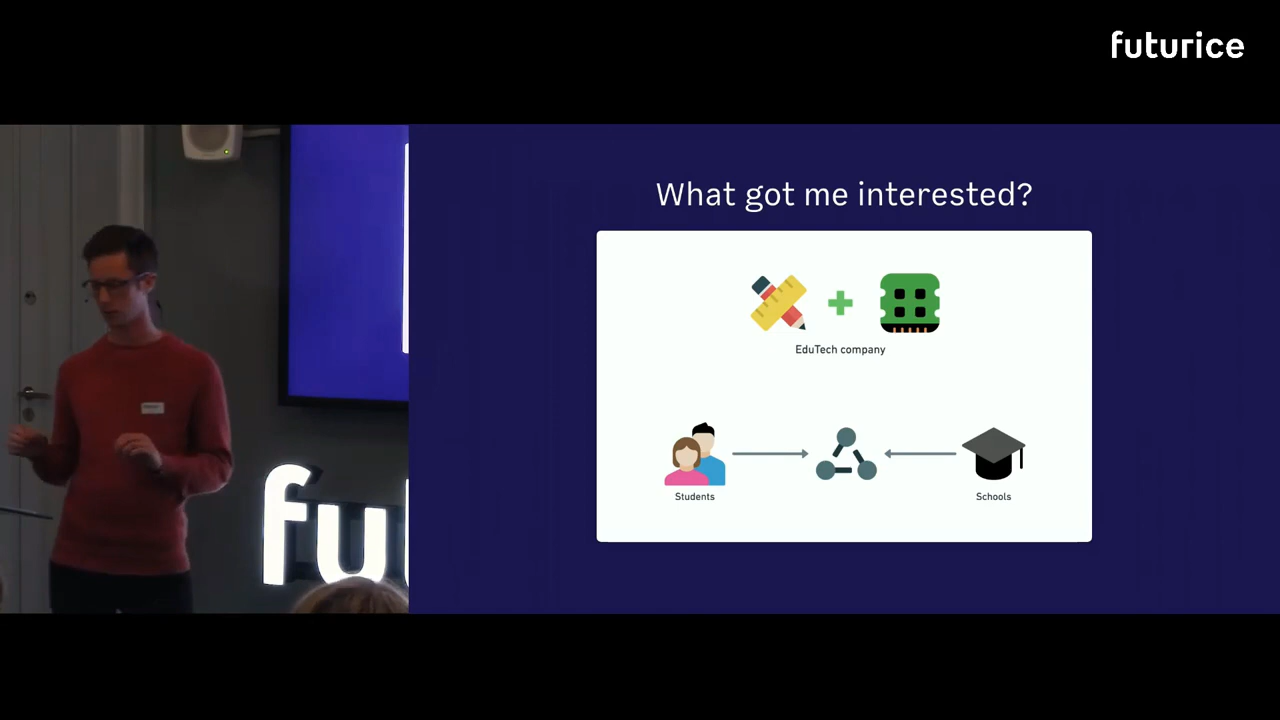 futurice
What got me interested?
EduTech company
Students
Schools
fu